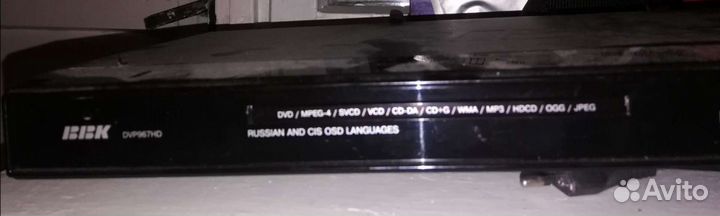 DVD / MPEG-4 / SVCD / VCD / CD-DA / CD+G / WMA / MP3 / HDCD / OGG / JPEG
BBK DVP967HD
RUSSIAN AND CIS OSD LANGUAGES
Avito